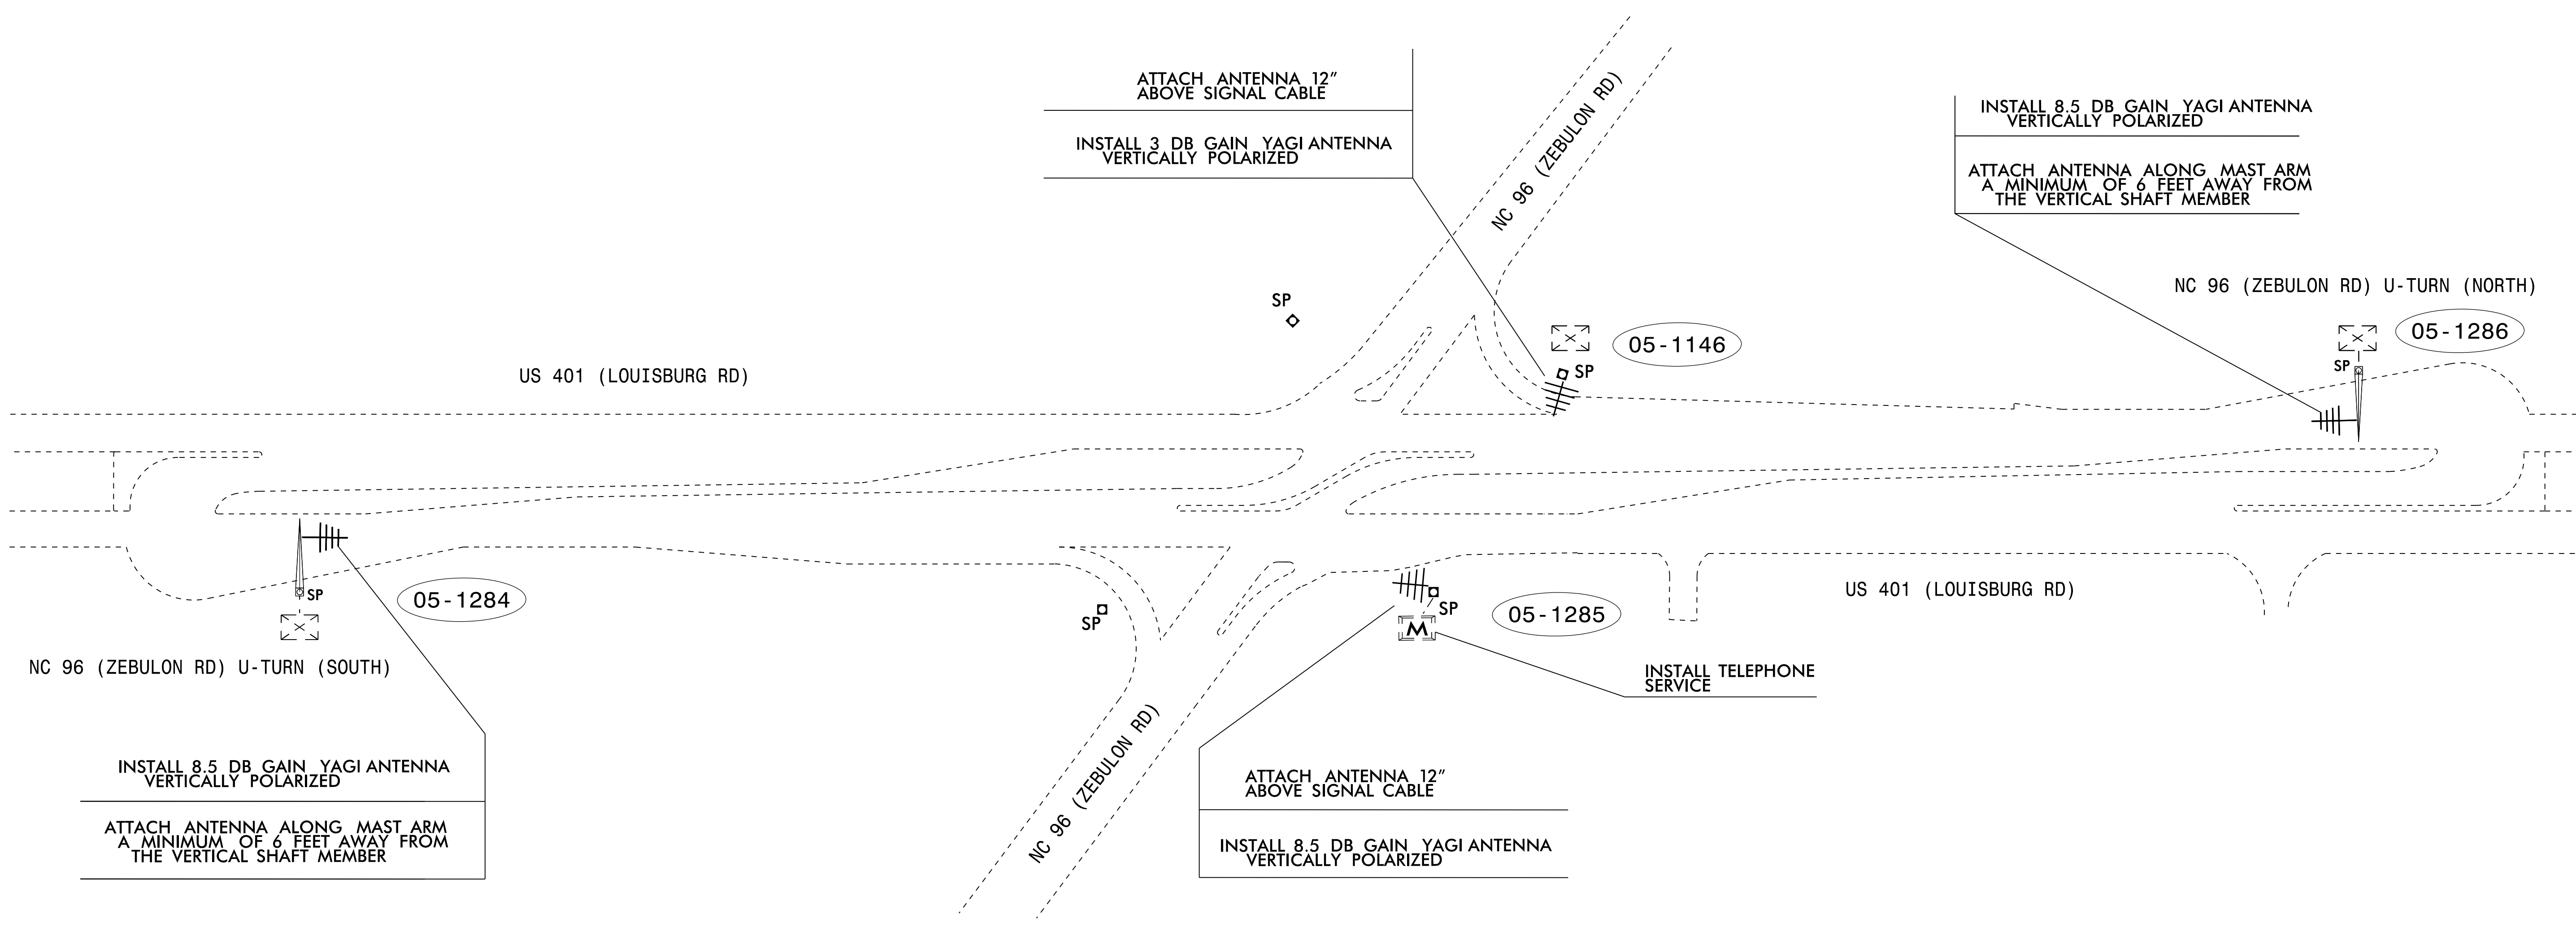 ATTACH ANTENNA 12"
ABOVE SIGNAL CABLE
INSTALL 3 DB GAIN YAGI ANTENNA
VERTICALLY POLARIZED
NC 96 (ZEBULON RD)
INSTALL 8.5 DB GAIN YAGI ANTENNA
VERTICALLY POLARIZED
ATTACH ANTENNA ALONG MAST ARM
A MINIMUM OF 6 FEET AWAY FROM
THE VERTICAL SHAFT MEMBER
NC 96 (ZEBULON RD) U-TURN (NORTH)
SP
05-1146
SP
05-1286
SP
US 401 (LOUISBURG RD)
SP
05-1284
NC 96 (ZEBULON RD) U-TURN (SOUTH)
SP
SP
M
05-1285
US 401 (LOUISBURG RD)
INSTALL TELEPHONE
SERVICE
NC 96 (ZEBULON RD)
INSTALL 8.5 DB GAIN YAGI ANTENNA
VERTICALLY POLARIZED
ATTACH ANTENNA ALONG MAST ARM
A MINIMUM OF 6 FEET AWAY FROM
THE VERTICAL SHAFT MEMBER
ATTACH ANTENNA 12"
ABOVE SIGNAL CABLE
INSTALL 8.5 DB GAIN YAGI ANTENNA
VERTICALLY POLARIZED